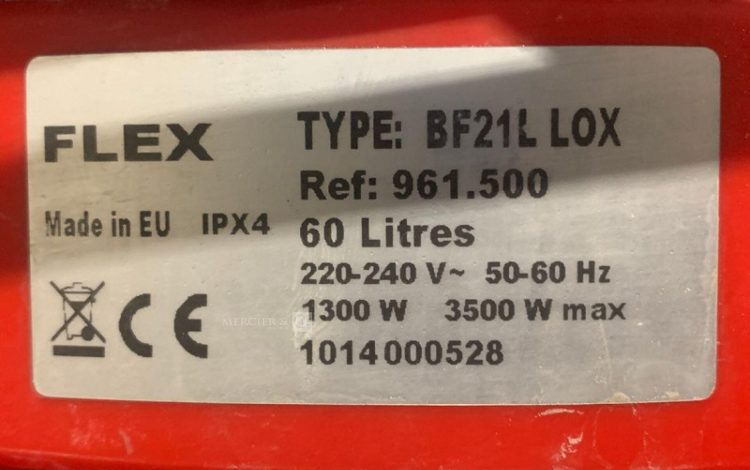 FLEX
Made in EU IPX4
CE
TYPE: BF21L LOX
Ref: 961.500
60 Litres
220-240 V~ 50-60 Hz
1300 W 3500 W max
1014000528
MERCIER &